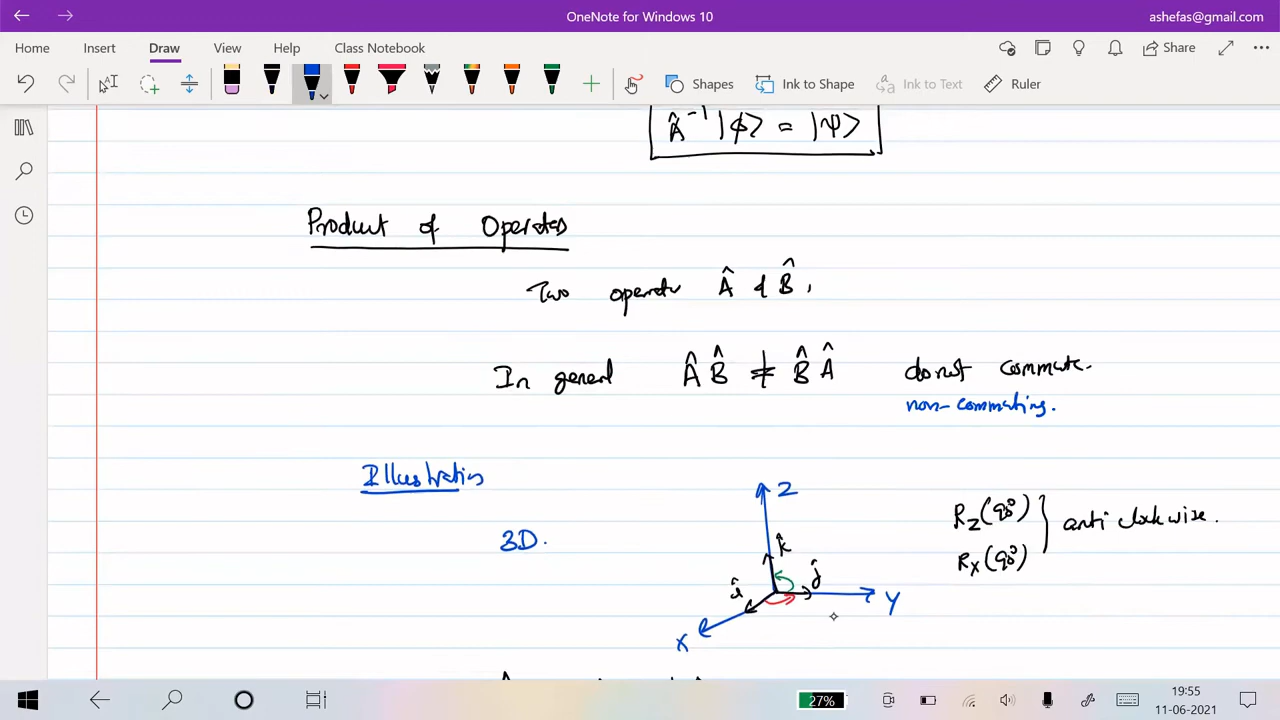 OneNote for Windows 10
ashefas@gmail.com
Home Insert Draw View Help Class Notebook Share
Shapes Ink to Shape Ink to Text Ruler
Â⁻¹ |ϕ⟩ = |Ψ⟩
Product of Operators
Two operator Â & B̂,
In general Â B̂ ≠ B̂ Â do not commute.
non-commuting.
Illustration
Z
3D.
R_Z(90°)
R_X(90°)
anti clockwise.
k̂
î ĵ
Y
X
27%
19:55
11-06-2021